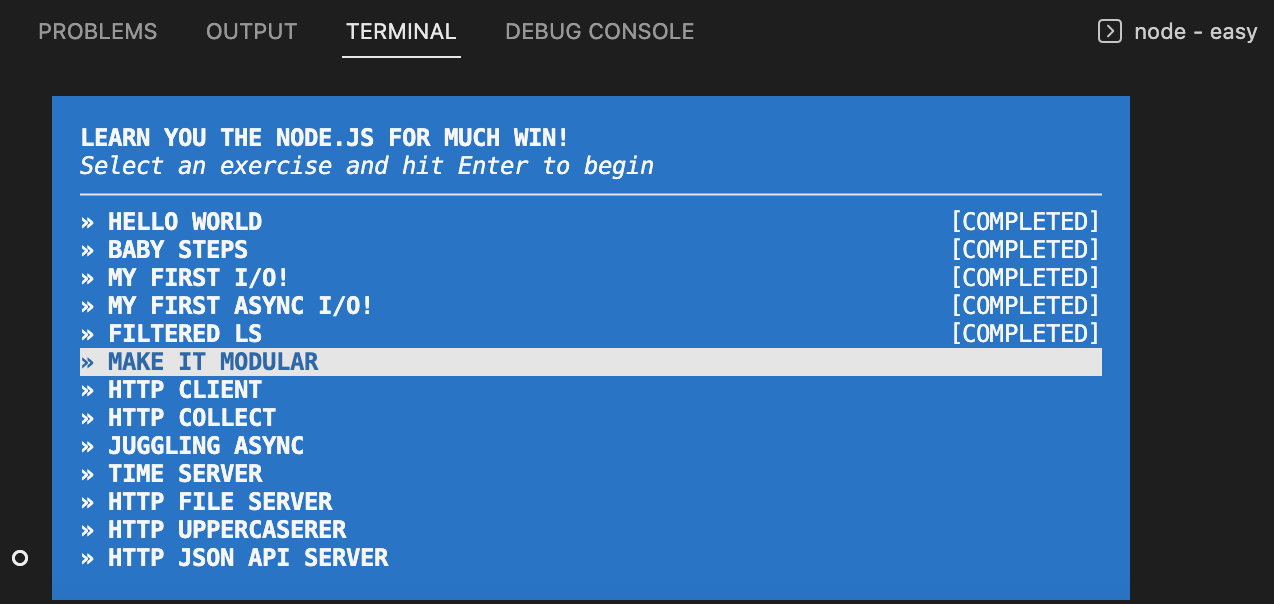 PROBLEMS OUTPUT TERMINAL DEBUG CONSOLE node - easy
LEARN YOU THE NODE.JS FOR MUCH WIN!
Select an exercise and hit Enter to begin
» HELLO WORLD [COMPLETED]
» BABY STEPS [COMPLETED]
» MY FIRST I/O! [COMPLETED]
» MY FIRST ASYNC I/O! [COMPLETED]
» FILTERED LS [COMPLETED]
» MAKE IT MODULAR
» HTTP CLIENT
» HTTP COLLECT
» JUGGLING ASYNC
» TIME SERVER
» HTTP FILE SERVER
» HTTP UPPERCASERER
» HTTP JSON API SERVER